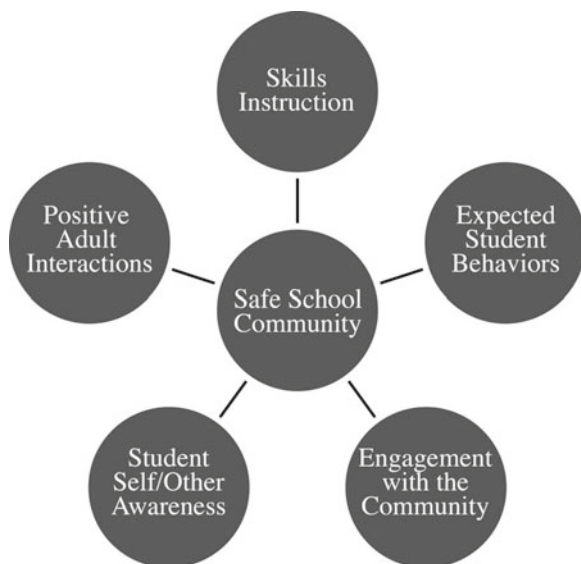 Skills
Instruction
Positive
Adult
Interactions
Expected
Student
Behaviors
Safe School
Community
Student
Self/Other
Awareness
Engagement
with the
Community